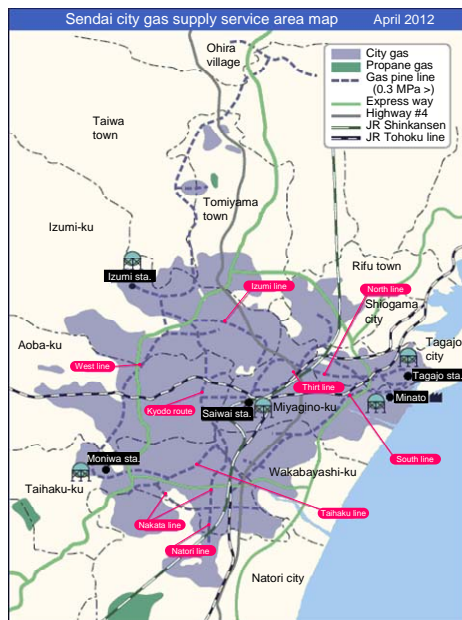 Sendai city gas supply service area map April 2012
City gas
Propane gas
Gas pine line
(0.3 MPa >)
Express way
Highway #4
JR Shinkansen
JR Tohoku line
Ohira
village
Taiwa
town
Tomiyama
town
Izumi-ku
Izumi sta.
Rifu town
Izumi line
North line
Shiogama
city
Tagajo
city
Aoba-ku
West line
Thirt line
Tagajo sta.
Kyodo route
Saiwai sta.
Miyagino-ku
Minato
Moniwa sta.
South line
Wakabayashi-ku
Taihaku-ku
Taihaku line
Nakata line
Natori line
Natori city